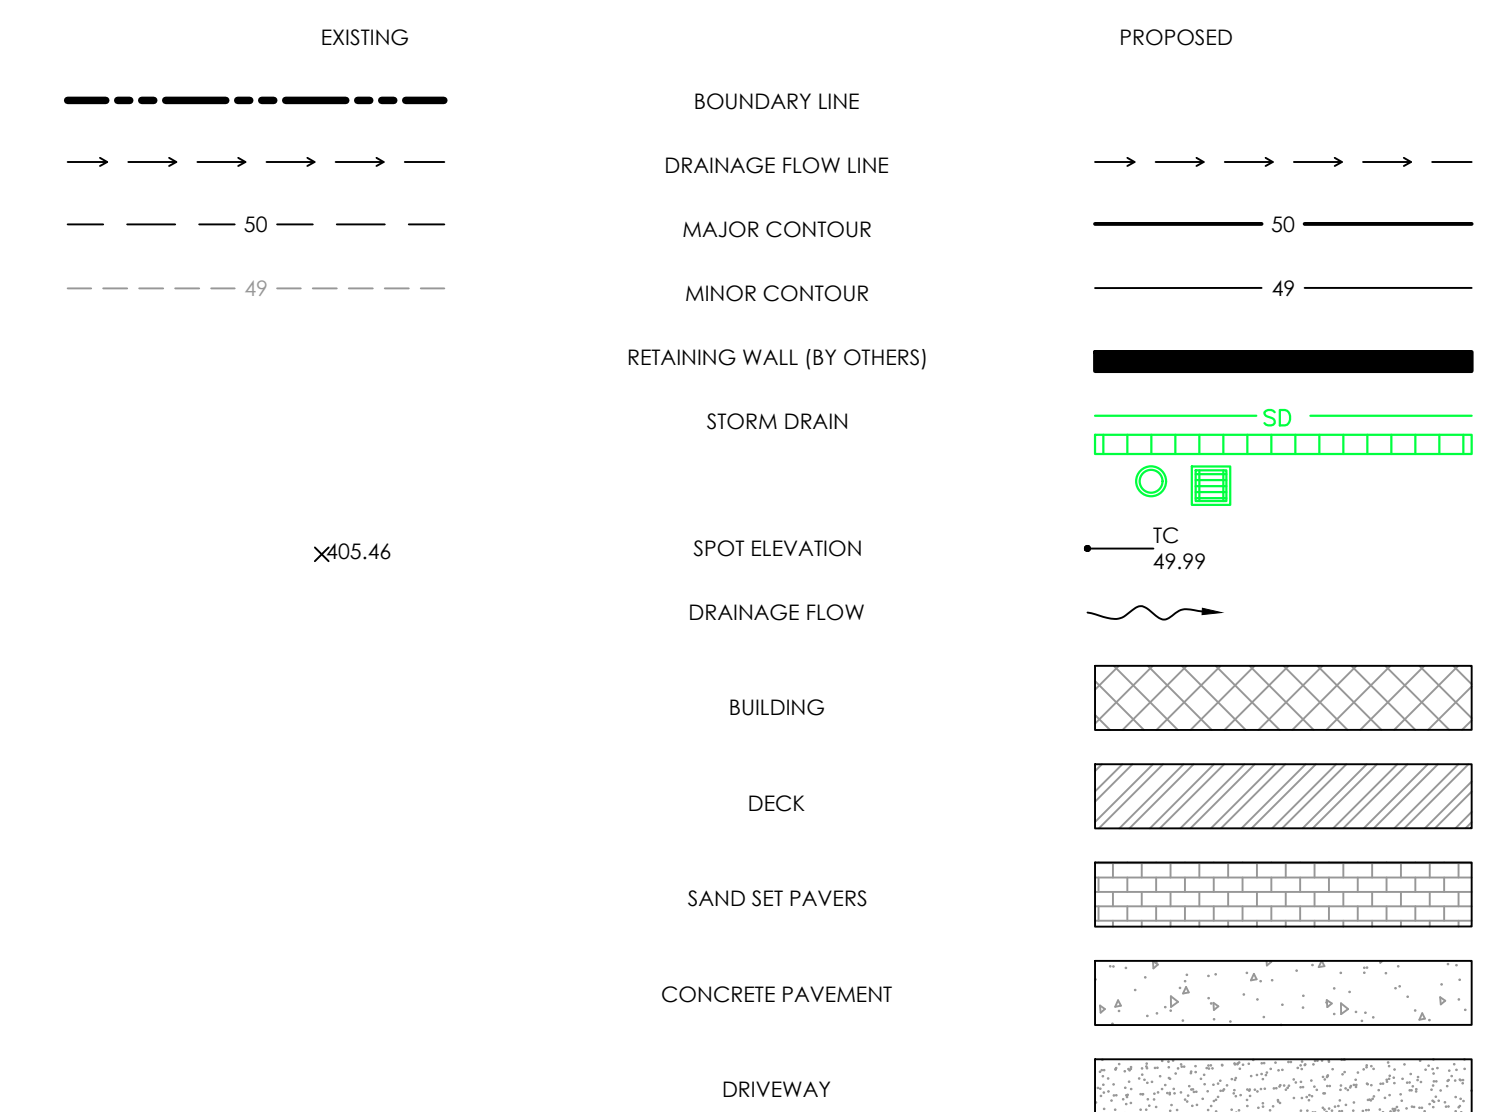 EXISTING PROPOSED
BOUNDARY LINE
DRAINAGE FLOW LINE
50 MAJOR CONTOUR 50
49 MINOR CONTOUR 49
RETAINING WALL (BY OTHERS)
STORM DRAIN SD
405.46 SPOT ELEVATION TC
49.99
DRAINAGE FLOW
BUILDING
DECK
SAND SET PAVERS
CONCRETE PAVEMENT
DRIVEWAY